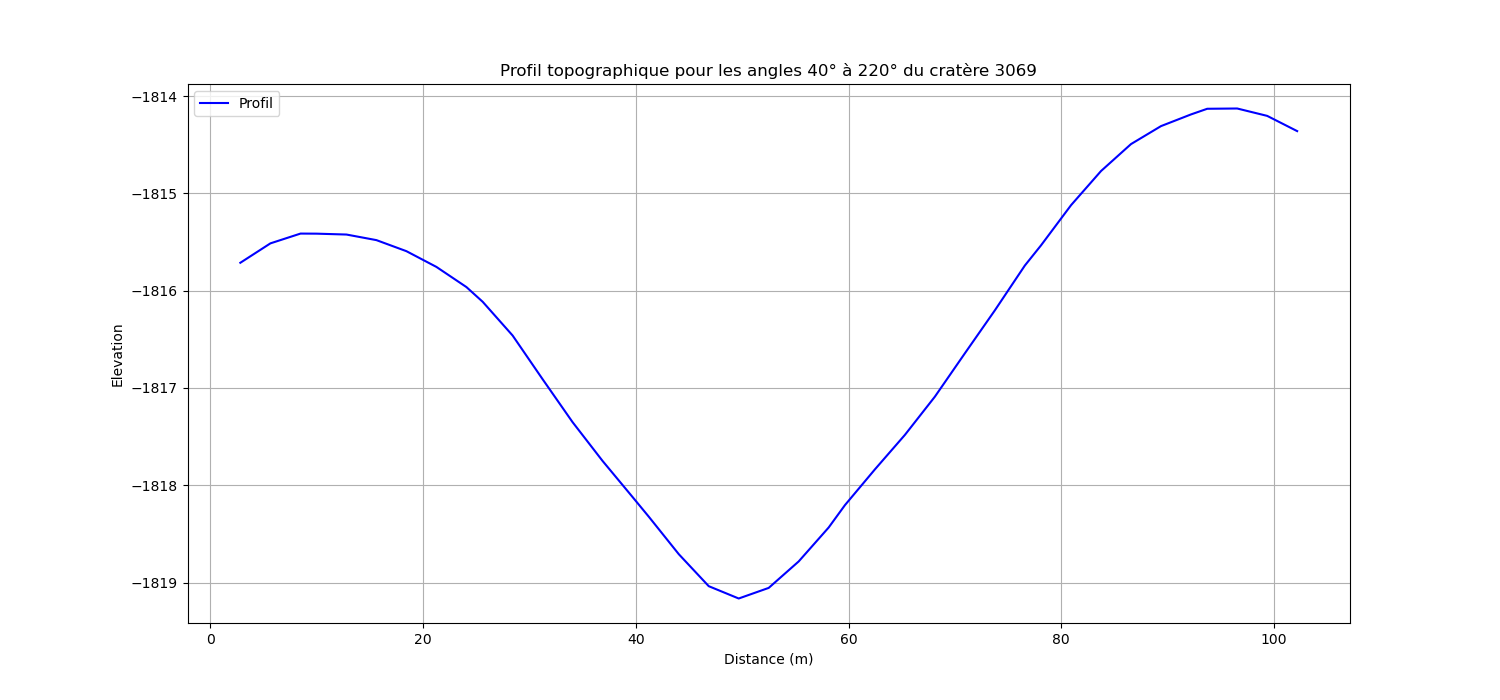 Profil topographique pour les angles 40° à 220° du cratère 3069
Profil
Elevation
−1814
−1815
−1816
−1817
−1818
−1819
0 20 40 60 80 100
Distance (m)